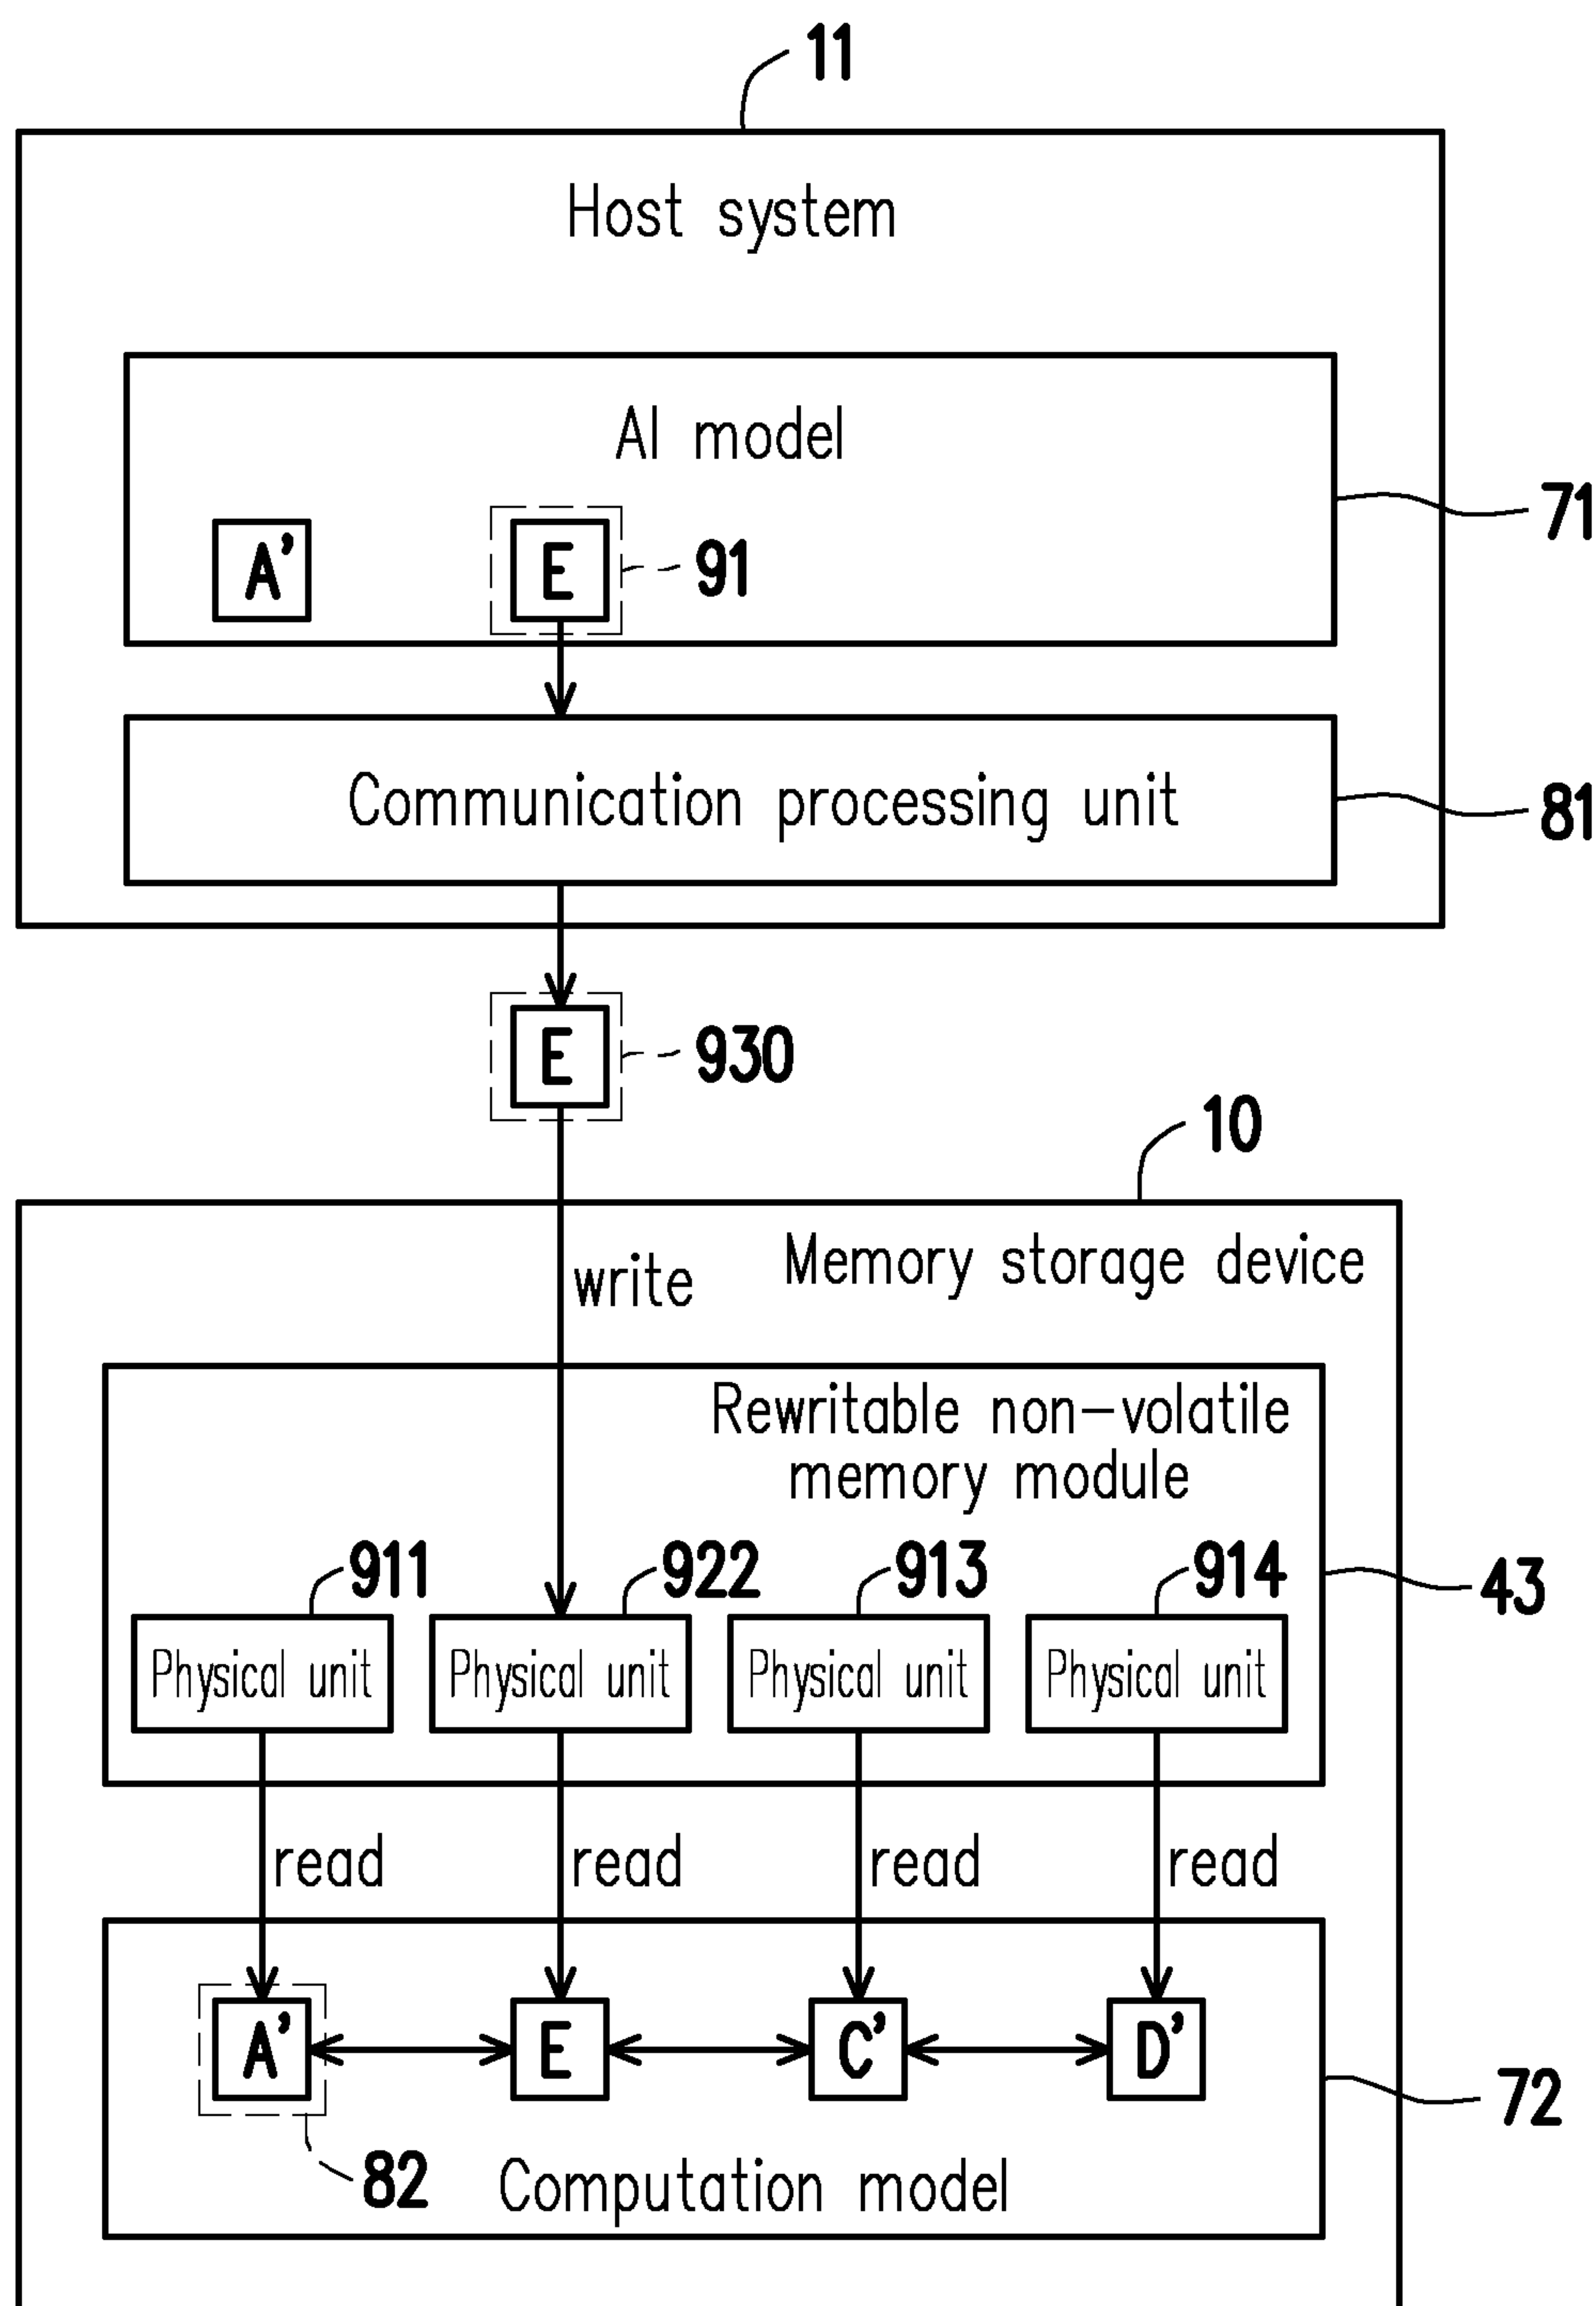 11
Host system
AI model
71
A'
E
91
Communication processing unit
81
E
930
10
Memory storage device
write
Rewritable non-volatile
memory module
911
922
913
914
43
Physical unit
Physical unit
Physical unit
Physical unit
read
read
read
read
A'
E
C'
D'
72
82
Computation model